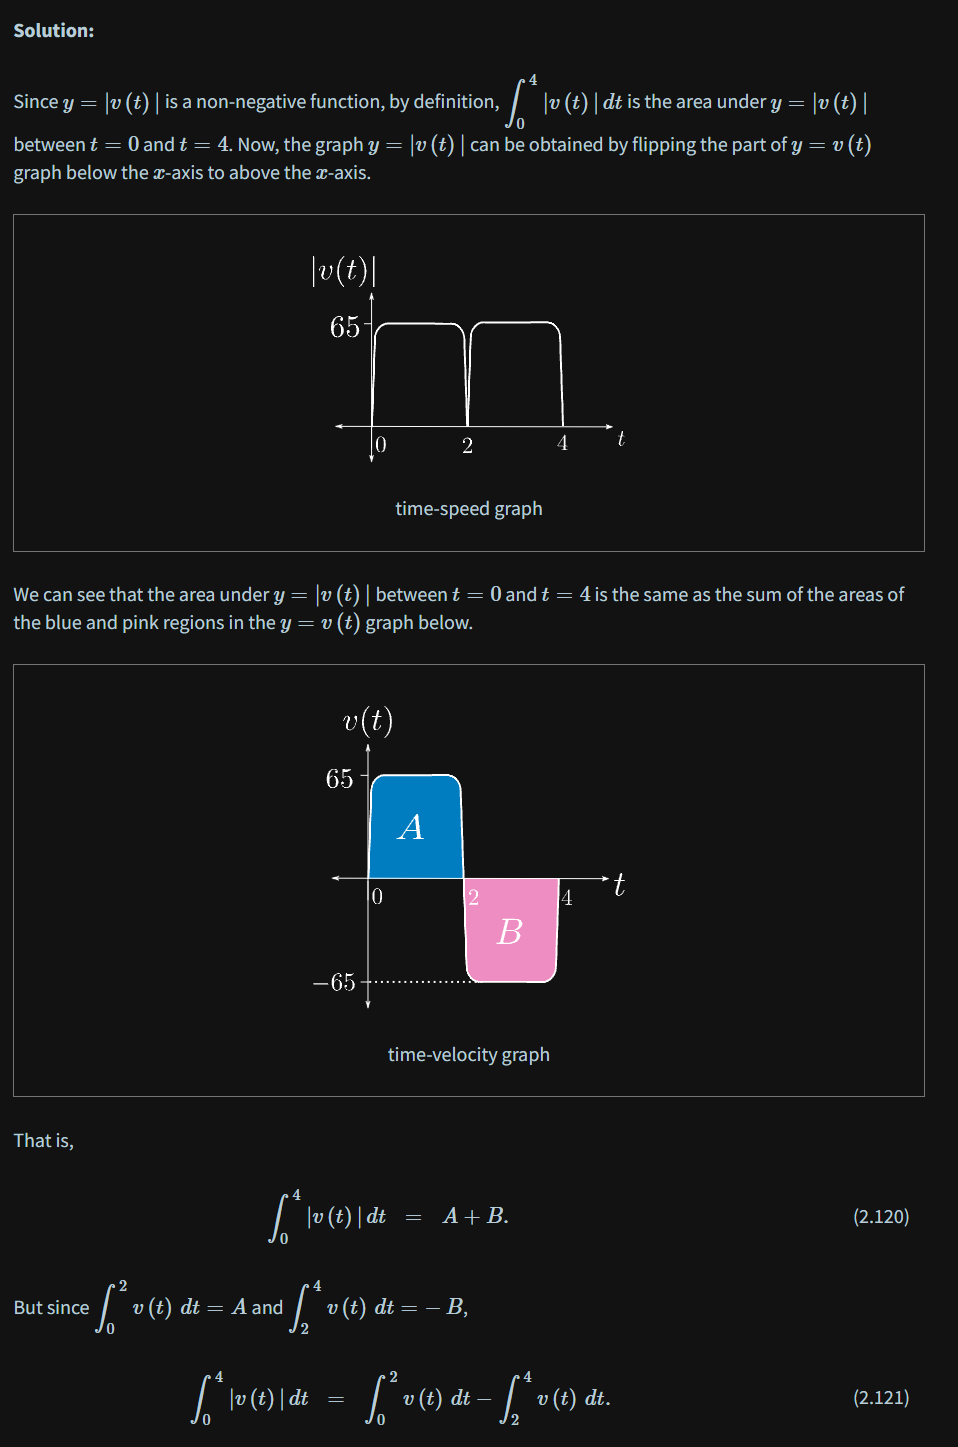 Solution:
Since y = |v (t) | is a non-negative function, by definition, ∫₀⁴ |v (t) | dt is the area under y = |v (t) |
between t = 0 and t = 4. Now, the graph y = |v (t) | can be obtained by flipping the part of y = v (t)
graph below the x-axis to above the x-axis.
|v(t)|
65
0 2 4 t
time-speed graph
We can see that the area under y = |v (t) | between t = 0 and t = 4 is the same as the sum of the areas of
the blue and pink regions in the y = v (t) graph below.
v(t)
65
A
0 2 4 t
B
−65
time-velocity graph
That is,
∫₀⁴ |v (t) | dt = A + B. (2.120)
But since ∫₀² v (t) dt = A and ∫₂⁴ v (t) dt = − B,
∫₀⁴ |v (t) | dt = ∫₀² v (t) dt − ∫₂⁴ v (t) dt. (2.121)